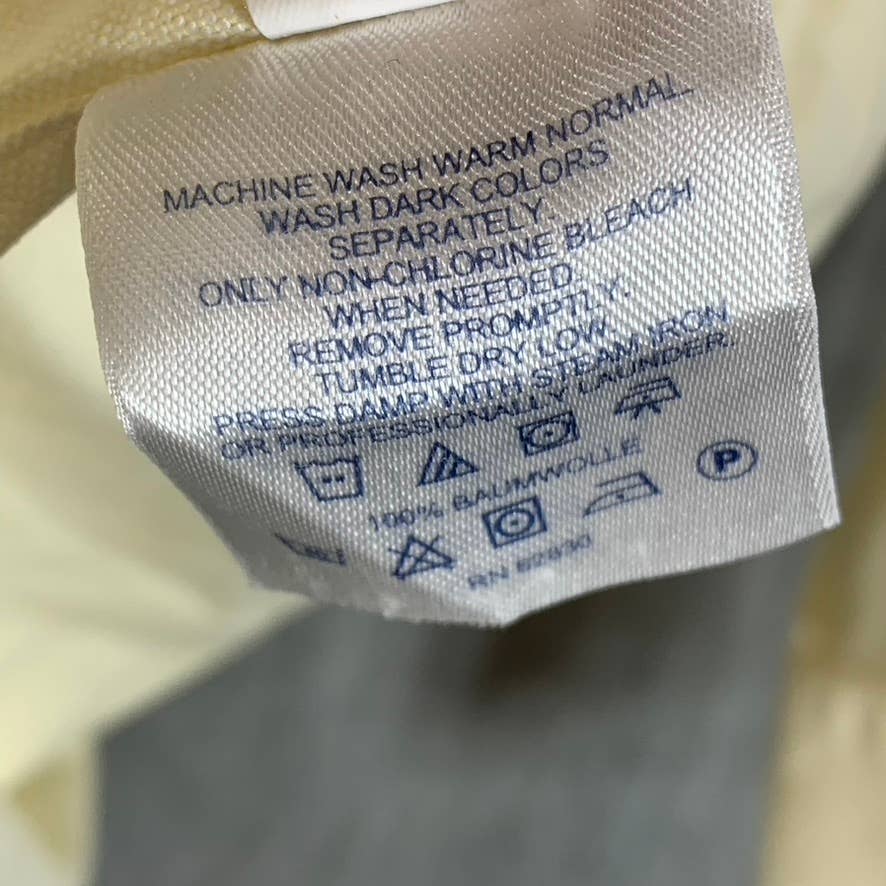 MACHINE WASH WARM NORMAL.
WASH DARK COLORS
SEPARATELY.
ONLY NON-CHLORINE BLEACH
WHEN NEEDED.
REMOVE PROMPTLY.
TUMBLE DRY LOW.
PRESS DAMP WITH STEAM IRON
OR PROFESSIONALLY LAUNDER.
100% BAUMWOLLE
P
RN